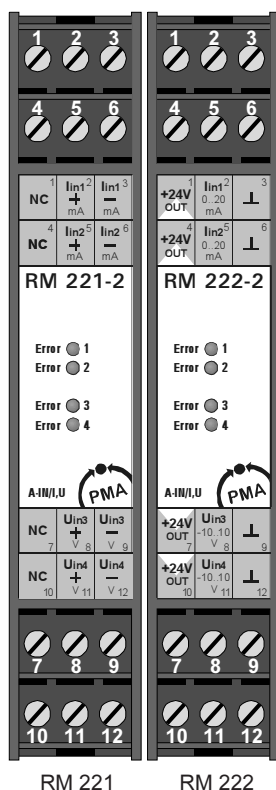 1 2 3
4 5 6
NC 1 Iin1 2 + mA Iin1 3 − mA
NC 4 Iin2 5 + mA Iin2 6 − mA
RM 221-2
Error 1
Error 2
Error 3
Error 4
A-IN/I,U
PMA
NC 7 Uin3 + V 8 Uin3 − V 9
NC 10 Uin4 + V 11 Uin4 − V 12
7 8 9
10 11 12
RM 221
1 2 3
4 5 6
+24V OUT 1 Iin1 2 0..20 mA ⊥ 3
+24V OUT 4 Iin2 5 0..20 mA ⊥ 6
RM 222-2
Error 1
Error 2
Error 3
Error 4
A-IN/I,U
PMA
+24V OUT 7 Uin3 -10..10 V 8 ⊥ 9
+24V OUT 10 Uin4 -10..10 V 11 ⊥ 12
7 8 9
10 11 12
RM 222